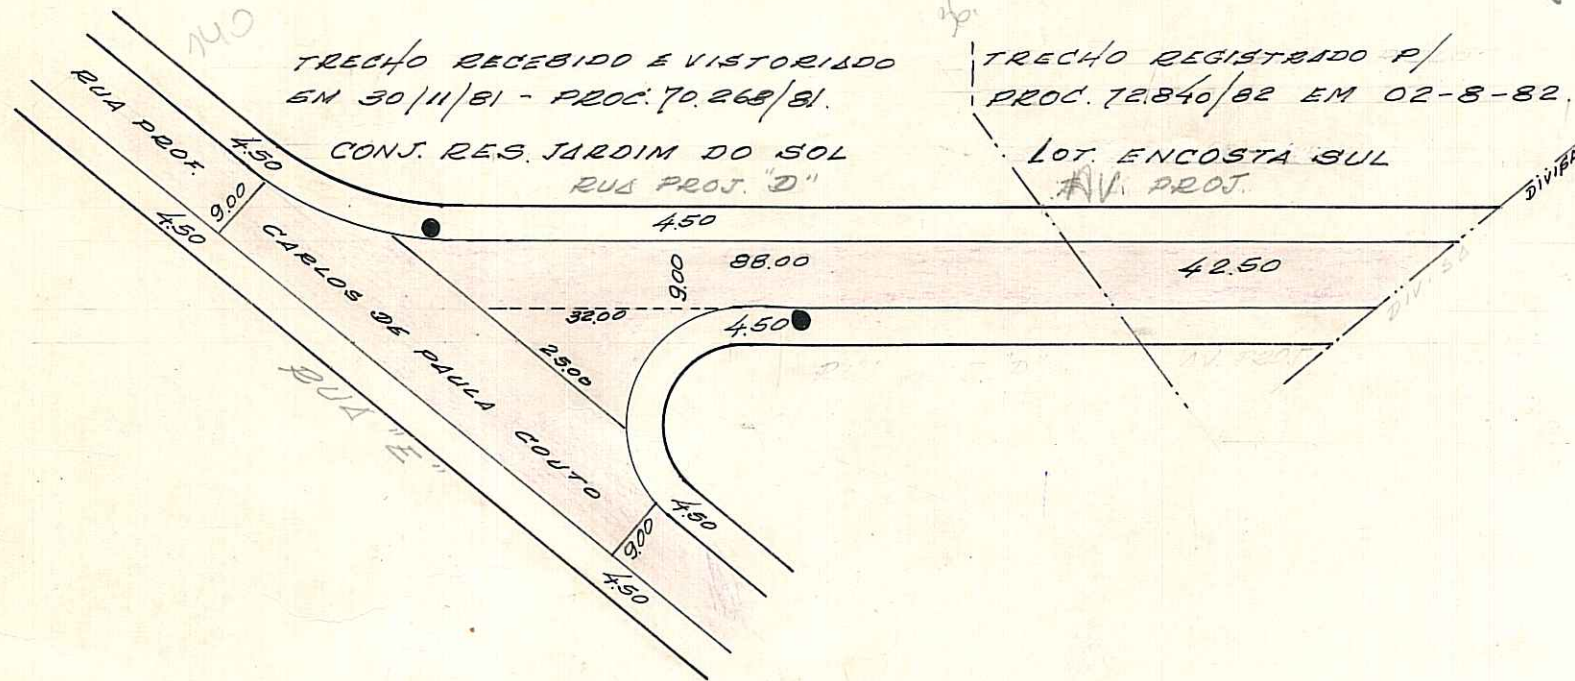 TRECHO RECEBIDO E VISTORIADO
EM 30/11/81 - PROC. 70.268/81.
CONJ. RES. JARDIM DO SOL
RUA PROJ. "D"
TRECHO REGISTRADO P/
PROC. 72.840/82 EM 02-8-82.
LOT. ENCOSTA SUL
AV. PROJ.
DIVISA
RUA PROF.
CARLOS DE PAULA COUTO
4.50
9.00
4.50
4.50
88.00
9.00
42.50
32.00
4.50
25.00
RUA "E"
4.50
9.00
4.50